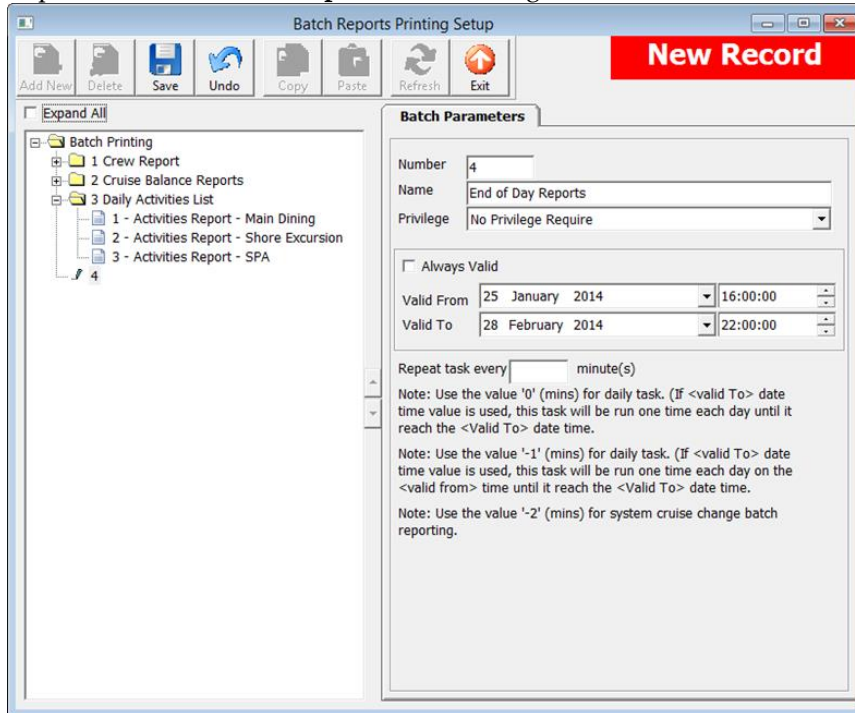 Batch Reports Printing Setup
New Record
Add New Delete Save Undo Copy Paste Refresh Exit
Expand All
Batch Printing
1 Crew Report
2 Cruise Balance Reports
3 Daily Activities List
1 - Activities Report - Main Dining
2 - Activities Report - Shore Excursion
3 - Activities Report - SPA
4
Batch Parameters
Number 4
Name End of Day Reports
Privilege No Privilege Require
Always Valid
Valid From 25 January 2014 16:00:00
Valid To 28 February 2014 22:00:00
Repeat task every minute(s)
Note: Use the value '0' (mins) for daily task. (If <valid To> date
time value is used, this task will be run one time each day until it
reach the <Valid To> date time.
Note: Use the value '-1' (mins) for daily task. (If <valid To> date
time value is used, this task will be run one time each day on the
<valid from> time until it reach the <Valid To> date time.
Note: Use the value '-2' (mins) for system cruise change batch
reporting.